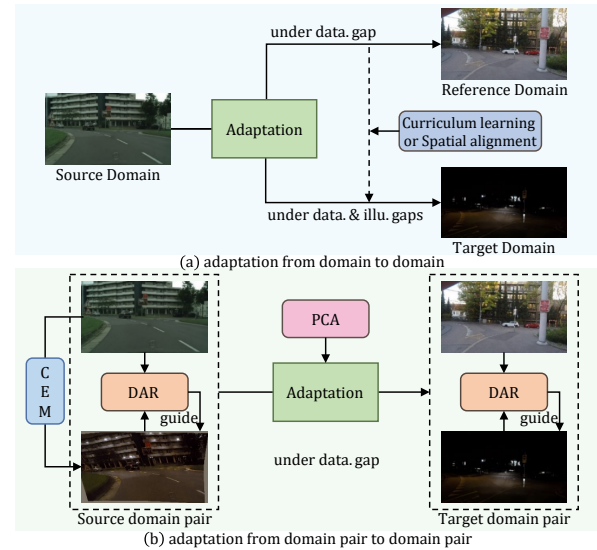 under data. gap
Reference Domain
Adaptation
Curriculum learning
or Spatial alignment
Source Domain
under data. & illu. gaps
Target Domain
(a) adaptation from domain to domain
PCA
C
E
M
DAR
guide
Adaptation
DAR
guide
under data. gap
Source domain pair
Target domain pair
(b) adaptation from domain pair to domain pair